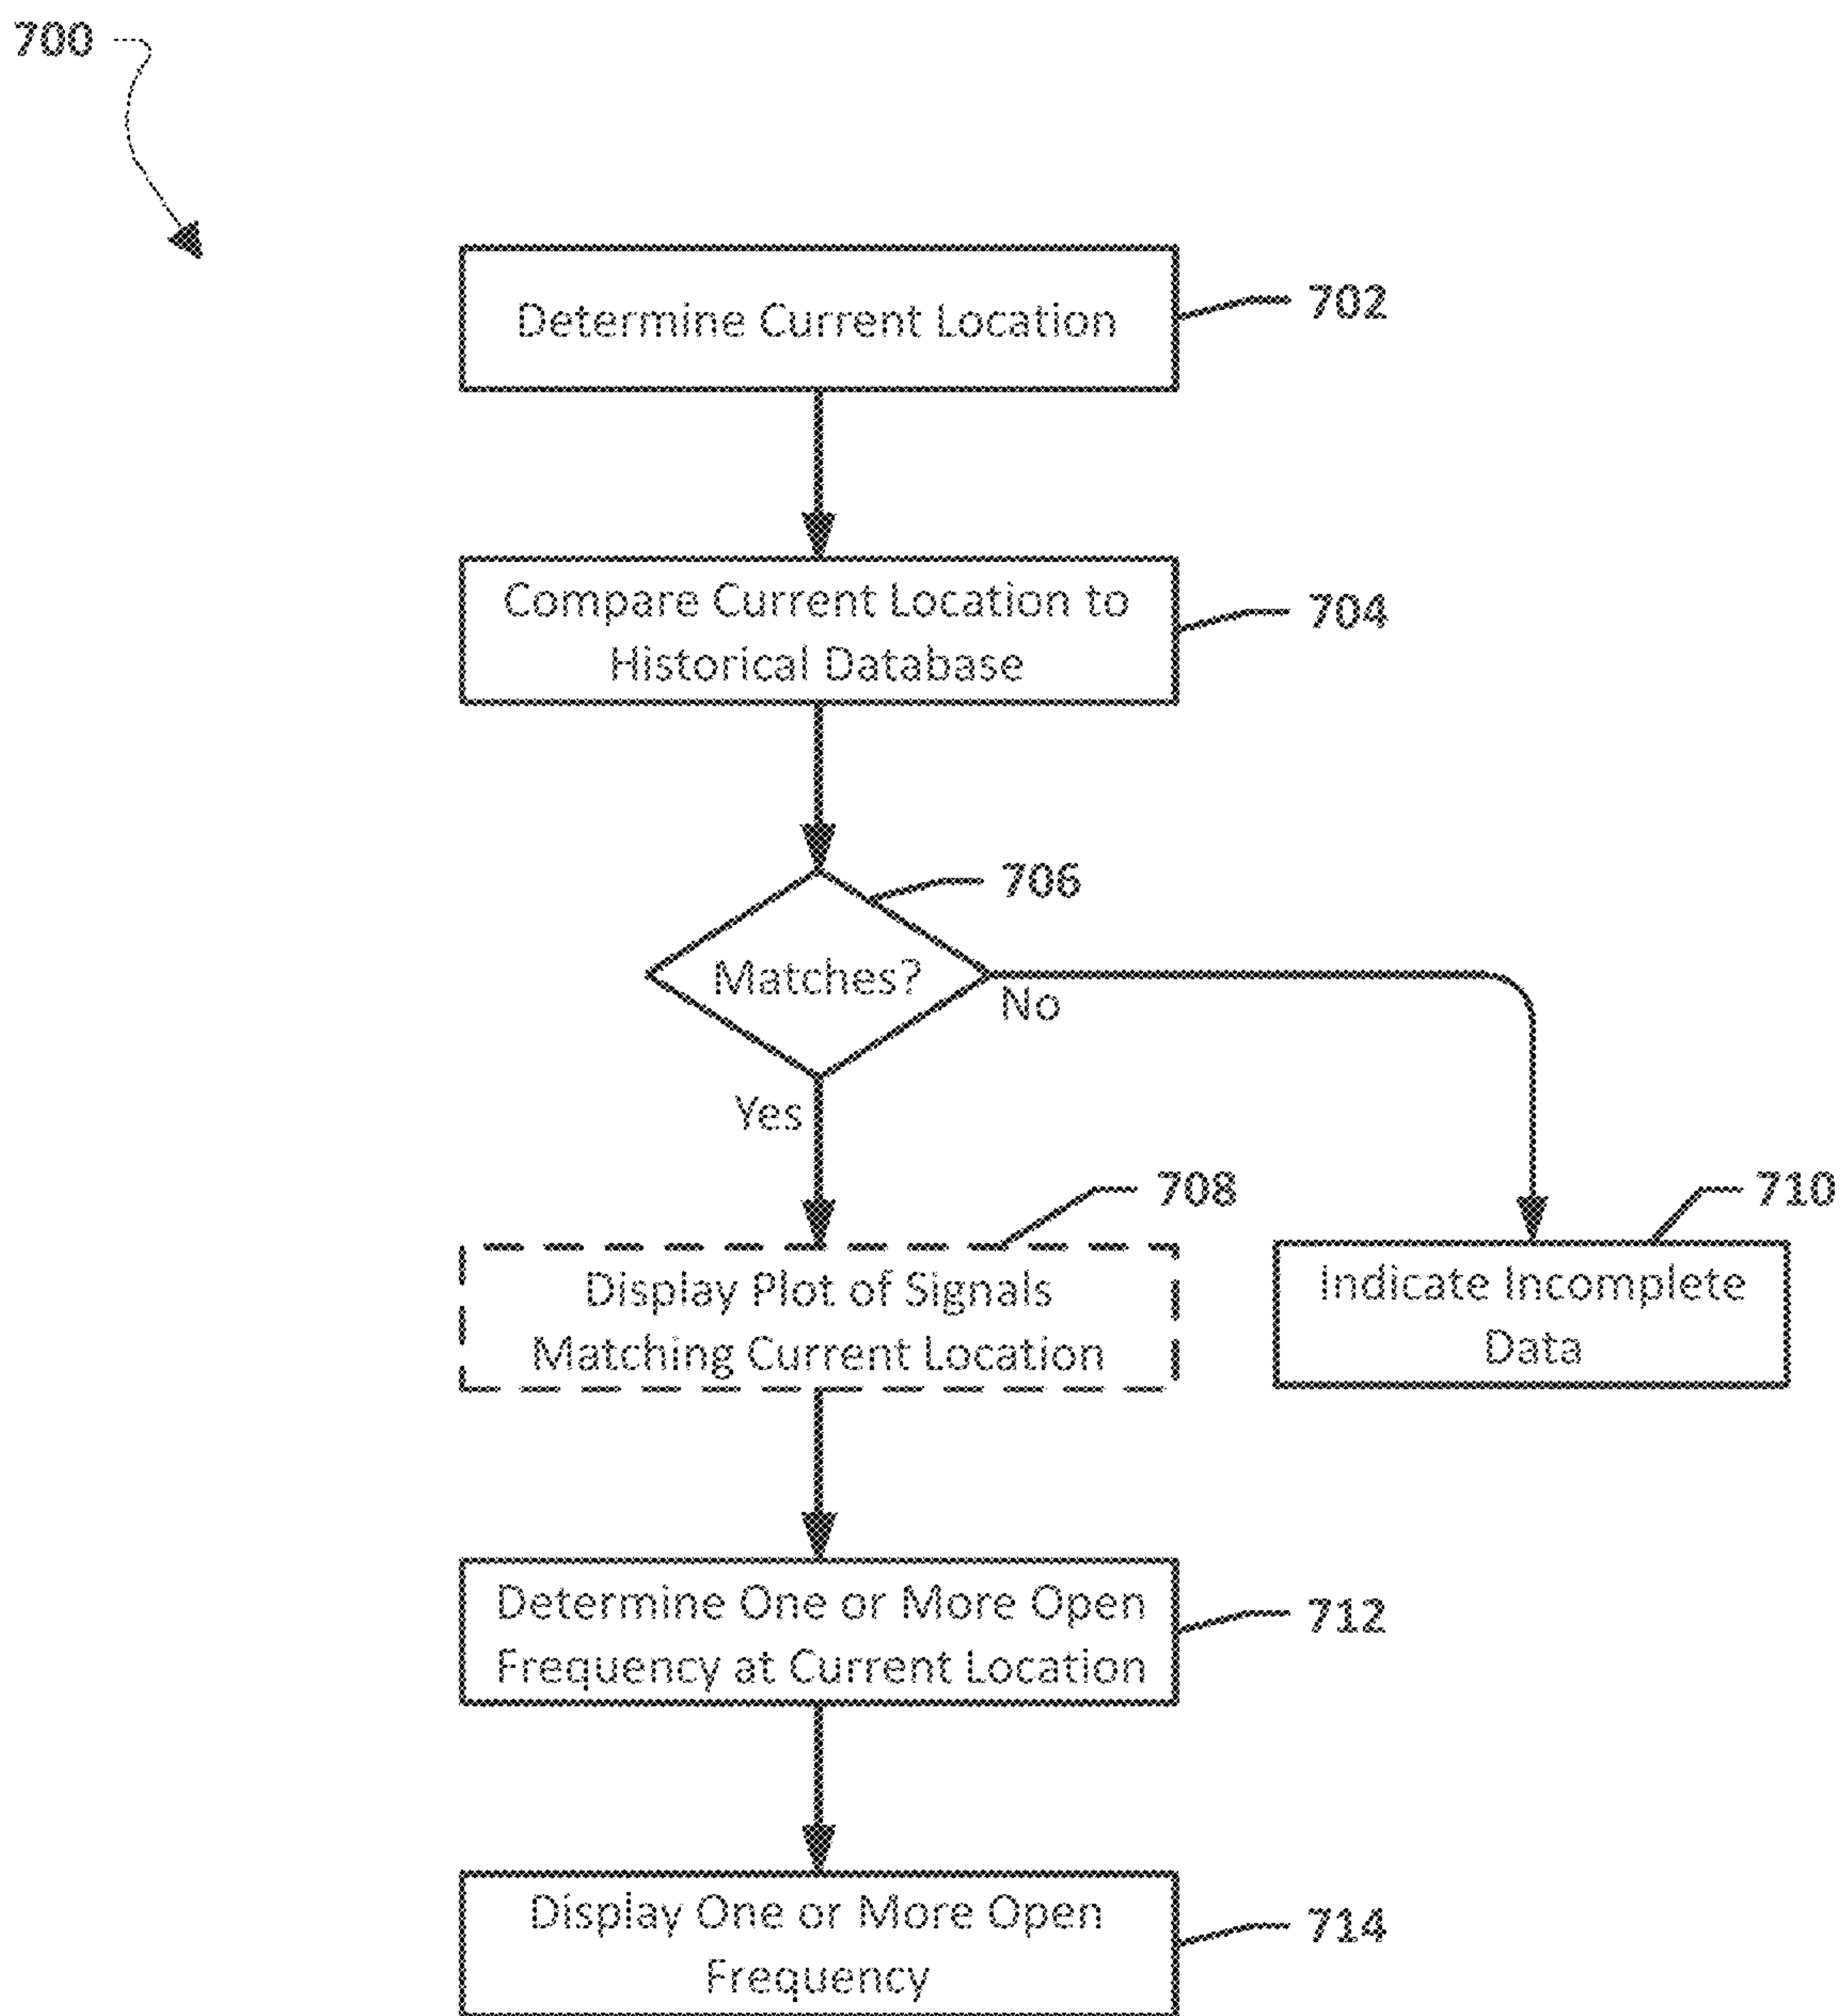 700
Determine Current Location
702
Compare Current Location to
Historical Database
704
706
Matches?
No
Yes
708
710
Display Plot of Signals
Matching Current Location
Indicate Incomplete
Data
Determine One or More Open
Frequency at Current Location
712
Display One or More Open
Frequency
714